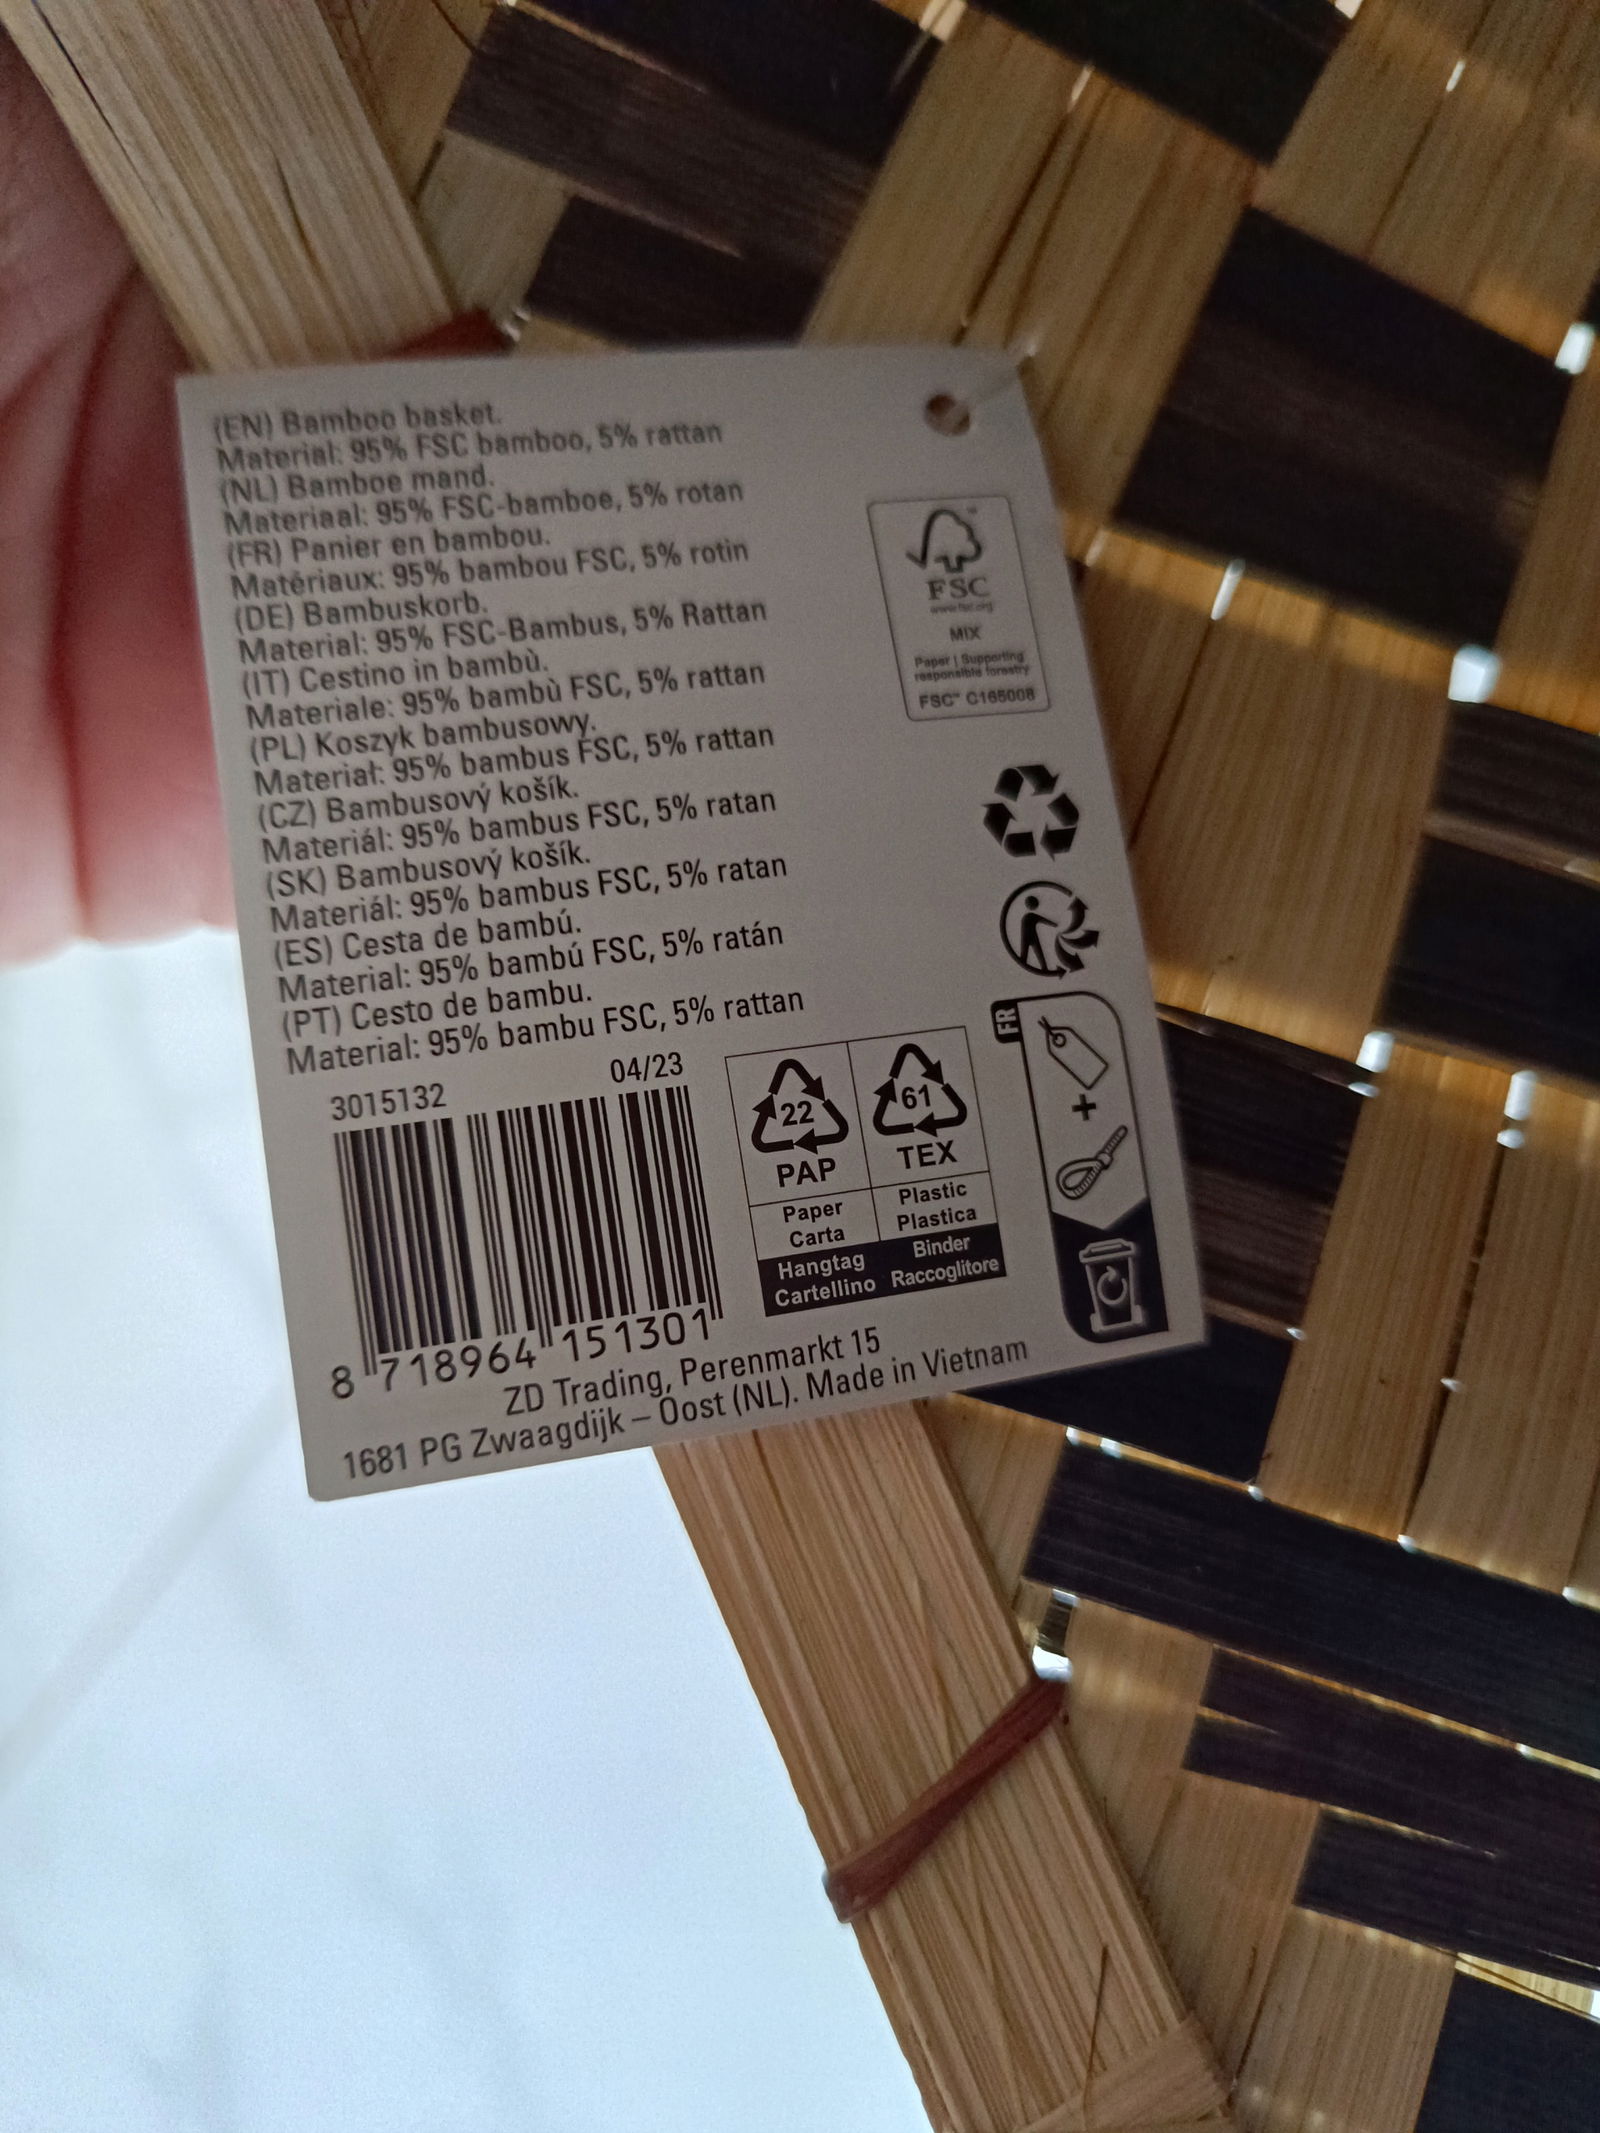 (EN) Bamboo basket.
Material: 95% FSC bamboo, 5% rattan
(NL) Bamboe mand.
Materiaal: 95% FSC-bamboe, 5% rotan
(FR) Panier en bambou.
Matériaux: 95% bambou FSC, 5% rotin
(DE) Bambuskorb.
Material: 95% FSC-Bambus, 5% Rattan
(IT) Cestino in bambù.
Materiale: 95% bambù FSC, 5% rattan
(PL) Koszyk bambusowy.
Materiał: 95% bambus FSC, 5% rattan
(CZ) Bambusový košík.
Materiál: 95% bambus FSC, 5% ratan
(SK) Bambusový košík.
Materiál: 95% bambus FSC, 5% ratan
(ES) Cesta de bambú.
Material: 95% bambú FSC, 5% ratán
(PT) Cesto de bambu.
Material: 95% bambu FSC, 5% rattan
FSC
www.fsc.org
MIX
Paper | Supporting
responsible forestry
FSC™ C165008
3015132
04/23
8 718964 151301
22
PAP
Paper
Carta
Hangtag
Cartellino
61
TEX
Plastic
Plastica
Binder
Raccoglitore
FR
+
ZD Trading, Perenmarkt 15
1681 PG Zwaagdijk – Oost (NL). Made in Vietnam